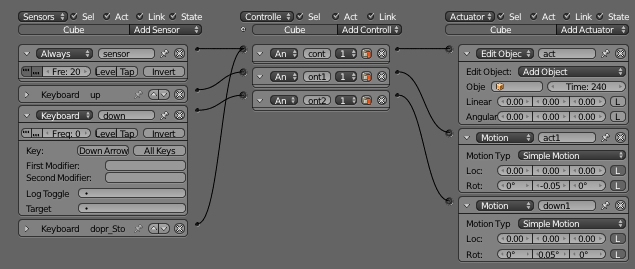 Sensors Sel Act Link State
Cube Add Sensor
Always sensor
Fre: 20 Level Tap Invert
Keyboard up
Keyboard down
Freq: 0 Level Tap Invert
Key: Down Arrow All Keys
First Modifier:
Second Modifier:
Log Toggle
Target
Keyboard dopr_Sto
Controlle Sel Act Link
Cube Add Controll
An cont 1
An ont1 1
An ont2 1
Actuator Sel Act Link State
Cube Add Actuator
Edit Objec act
Edit Object: Add Object
Obje Time: 240
Linear 0.00 0.00 0.00 L
Angular 0.00 0.00 0.00 L
Motion act1
Motion Typ Simple Motion
Loc: 0.00 0.00 0.00 L
Rot: 0° -0.05 0° L
Motion down1
Motion Typ Simple Motion
Loc: 0.00 0.00 0.00 L
Rot: 0° 0.05° 0° L